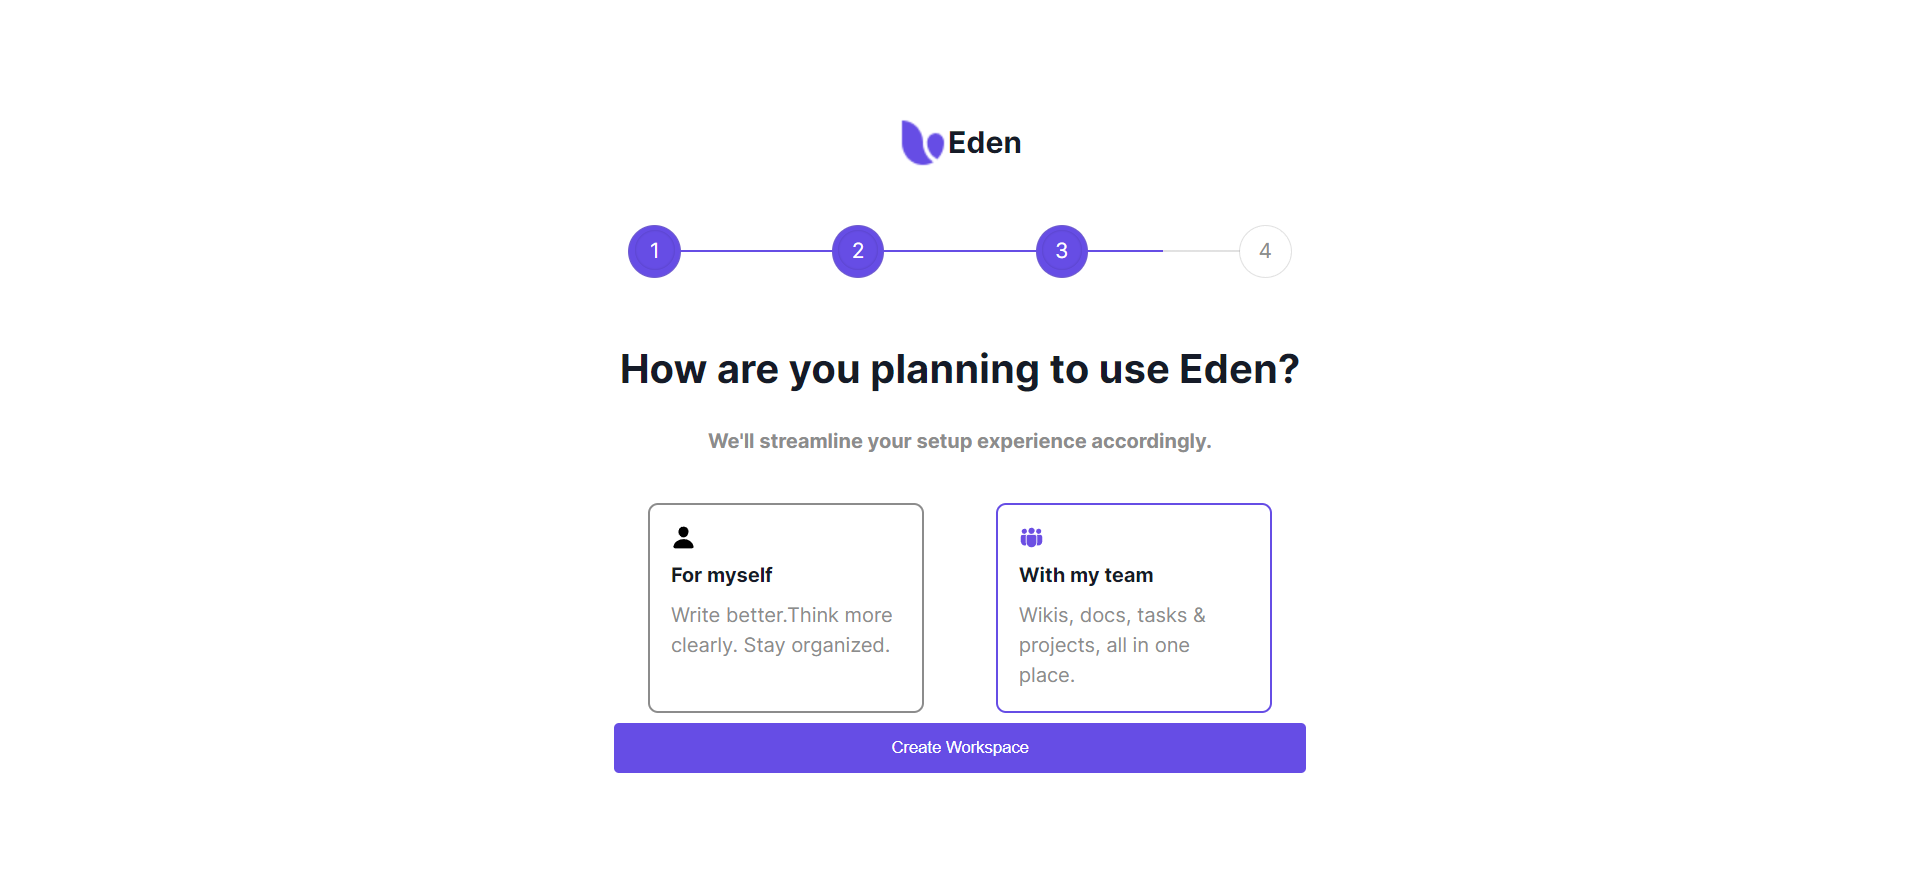 Eden
1
2
3
4
How are you planning to use Eden?
We'll streamline your setup experience accordingly.
For myself
Write better.Think more
clearly. Stay organized.
With my team
Wikis, docs, tasks &
projects, all in one
place.
Create Workspace